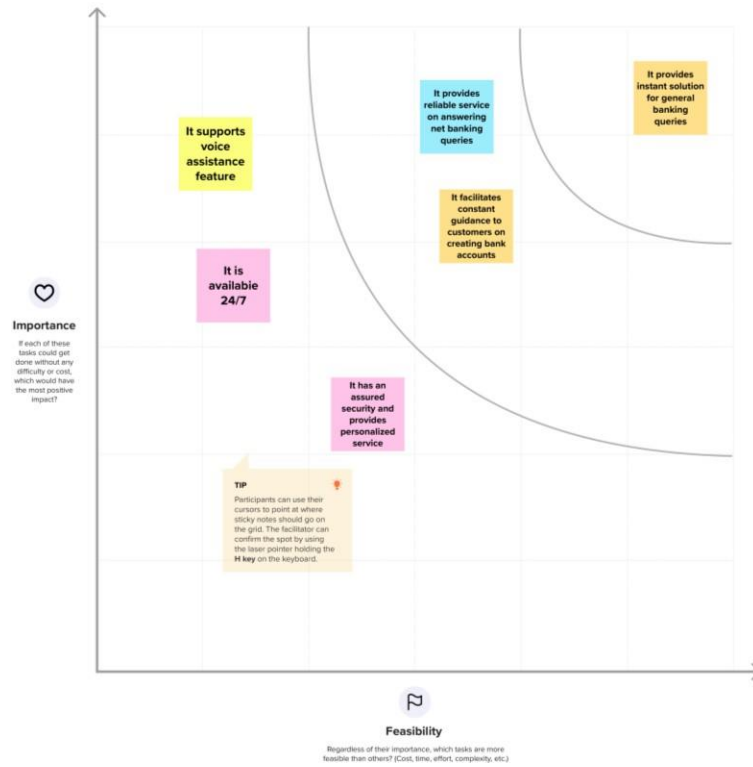 It provides
instant solution
for general
banking
queries
It provides
reliable service
on answering
net banking
queries
It supports
voice
assistance
feature
It facilitates
constant
guidance to
customers on
creating bank
accounts
It is
available
24/7
Importance
If each of these
tasks could get
done without any
difficulty or cost,
which would have
the most positive
impact?
It has an
assured
security and
provides
personalized
service
TIP
Participants can use their
cursors to point at where
sticky notes should go on
the grid. The facilitator can
confirm the spot by using
the laser pointer holding the
H key on the keyboard.
Feasibility
Regardless of their importance, which tasks are more
feasible than others? (Cost, time, effort, complexity, etc.)